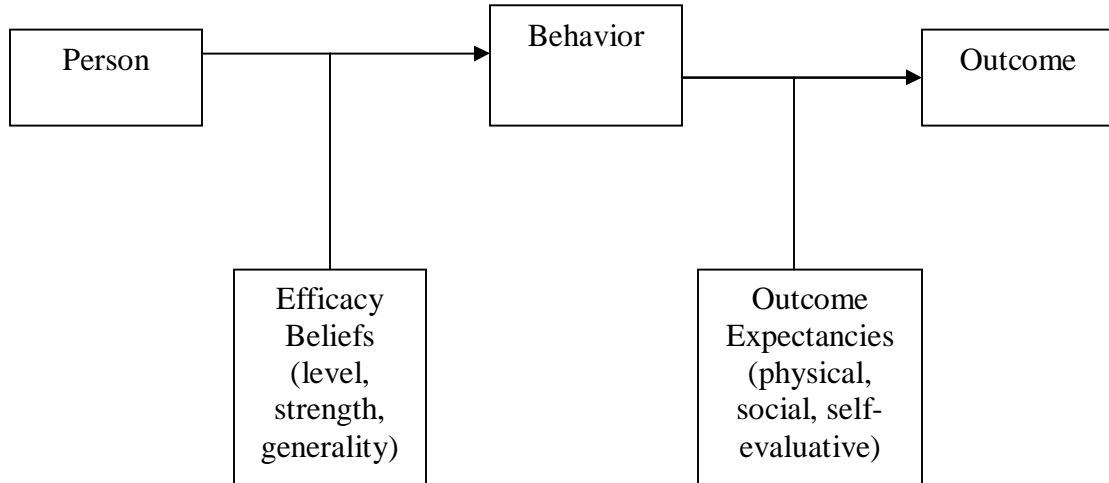 Person
Behavior
Outcome
Efficacy
Beliefs
(level,
strength,
generality)
Outcome
Expectancies
(physical,
social, self-
evaluative)